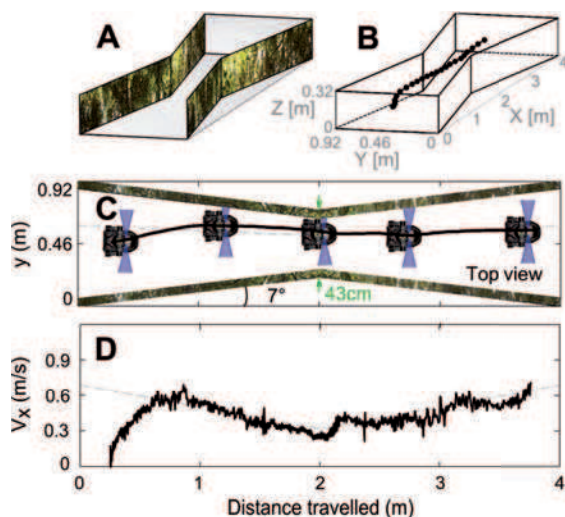 A
B
0.32
Z [m]
0
0.92
0.46
Y [m]
0
0
1
2
3
4
X [m]
0.92
C
y (m)
0.46
Top view
0
7°
43cm
D
0.9
Vx (m/s)
0.6
0.3
0
0
1
2
3
4
Distance travelled (m)